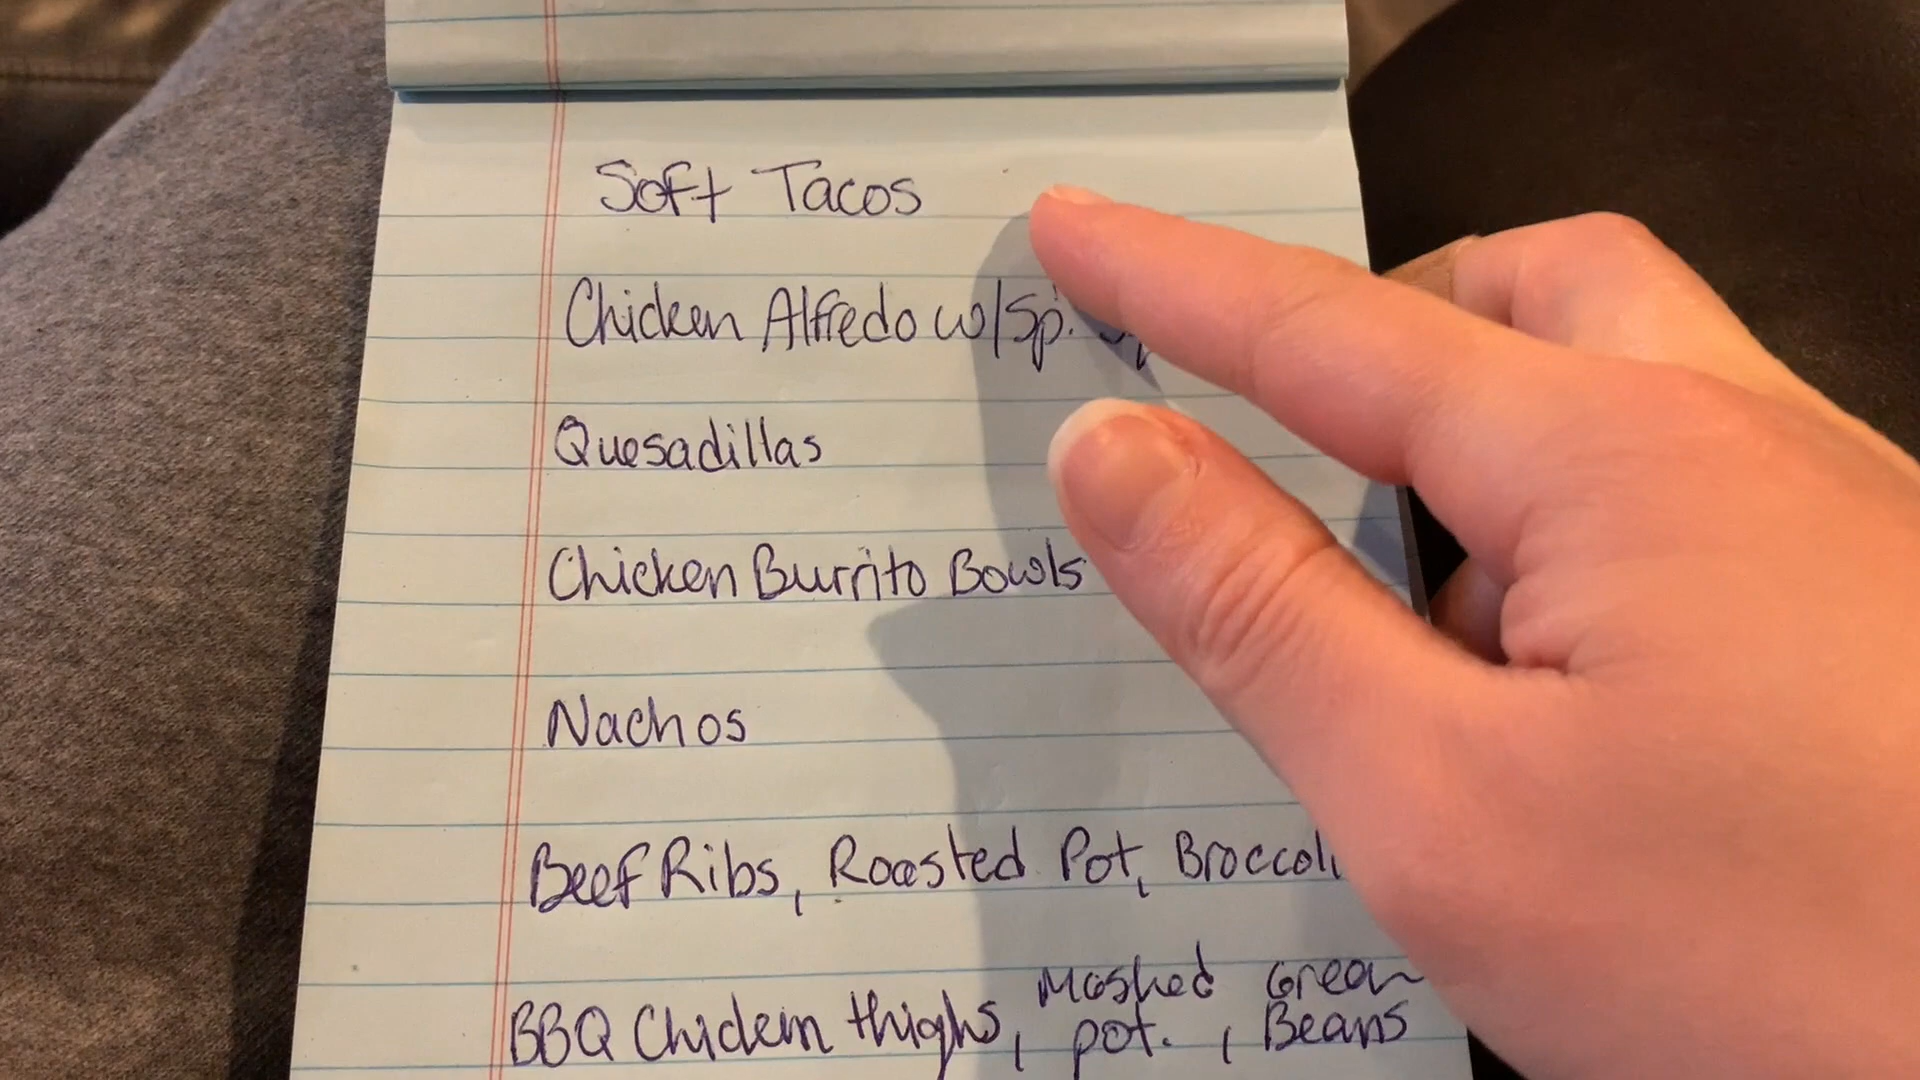 Soft Tacos
Chicken Alfredo w/Sp.
Quesadillas
Chicken Burrito Bowls
Nachos
Beef Ribs, Roasted Pot, Broccoli
BBQ Chicken thighs, Mashed pot., Green Beans